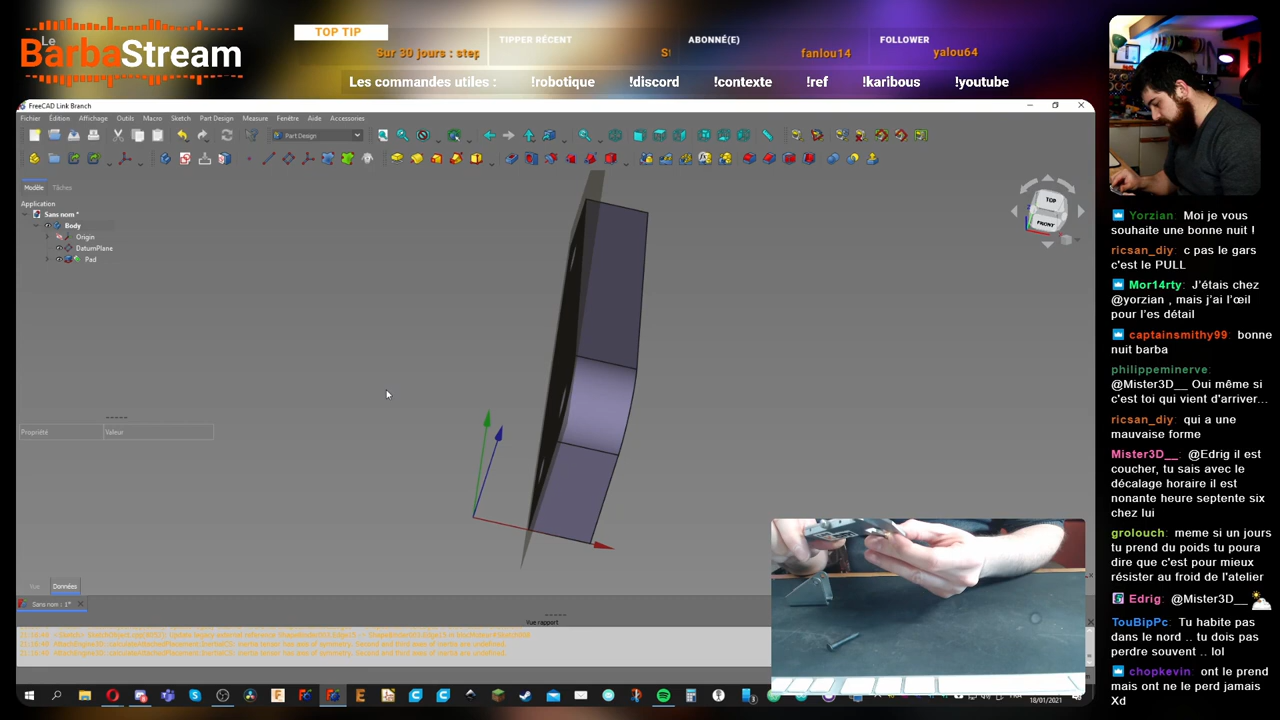 Le
BarbaStream
TOP TIP
Sur 30 jours : step
TIPPER RÉCENT
S
ABONNÉ(E)
fanlou14
FOLLOWER
yalou64
Les commandes utiles : !robotique !discord !contexte !ref !karibous !youtube
FreeCAD Link Branch
Fichier Édition Affichage Outils Macro Sketch Part Design Measure Fenêtre Aide Accessories
Part Design
Modèle Tâches
Application
Sans nom *
Body
Origin
DatumPlane
Pad
TOP
FRONT
Propriété Valeur
Vue Données
Sans nom : 1*
Vue rapport
18/01/2021
Yorzian: Moi je vous
souhaite une bonne nuit !
ricsan_diy: c pas le gars
c'est le PULL
Mor14rty: J'étais chez
@yorzian , mais j'ai l'œil
pour l'es détail
captainsmithy99: bonne
nuit barba
philippeminerve:
@Mister3D__ Oui même si
c'est toi qui vient d'arriver...
ricsan_diy: qui a une
mauvaise forme
Mister3D__: @Edrig il est
coucher, tu sais avec le
décalage horaire il est
nonante heure septente six
chez lui
grolouch: meme si un jours
tu prend du poids tu poura
dire que c'est pour mieux
résister au froid de l'atelier
Edrig: @Mister3D__
TouBipPc: Tu habite pas
dans le nord .. tu dois pas
perdre souvent .. lol
chopkevin: ont le prend
mais ont ne le perd jamais
Xd